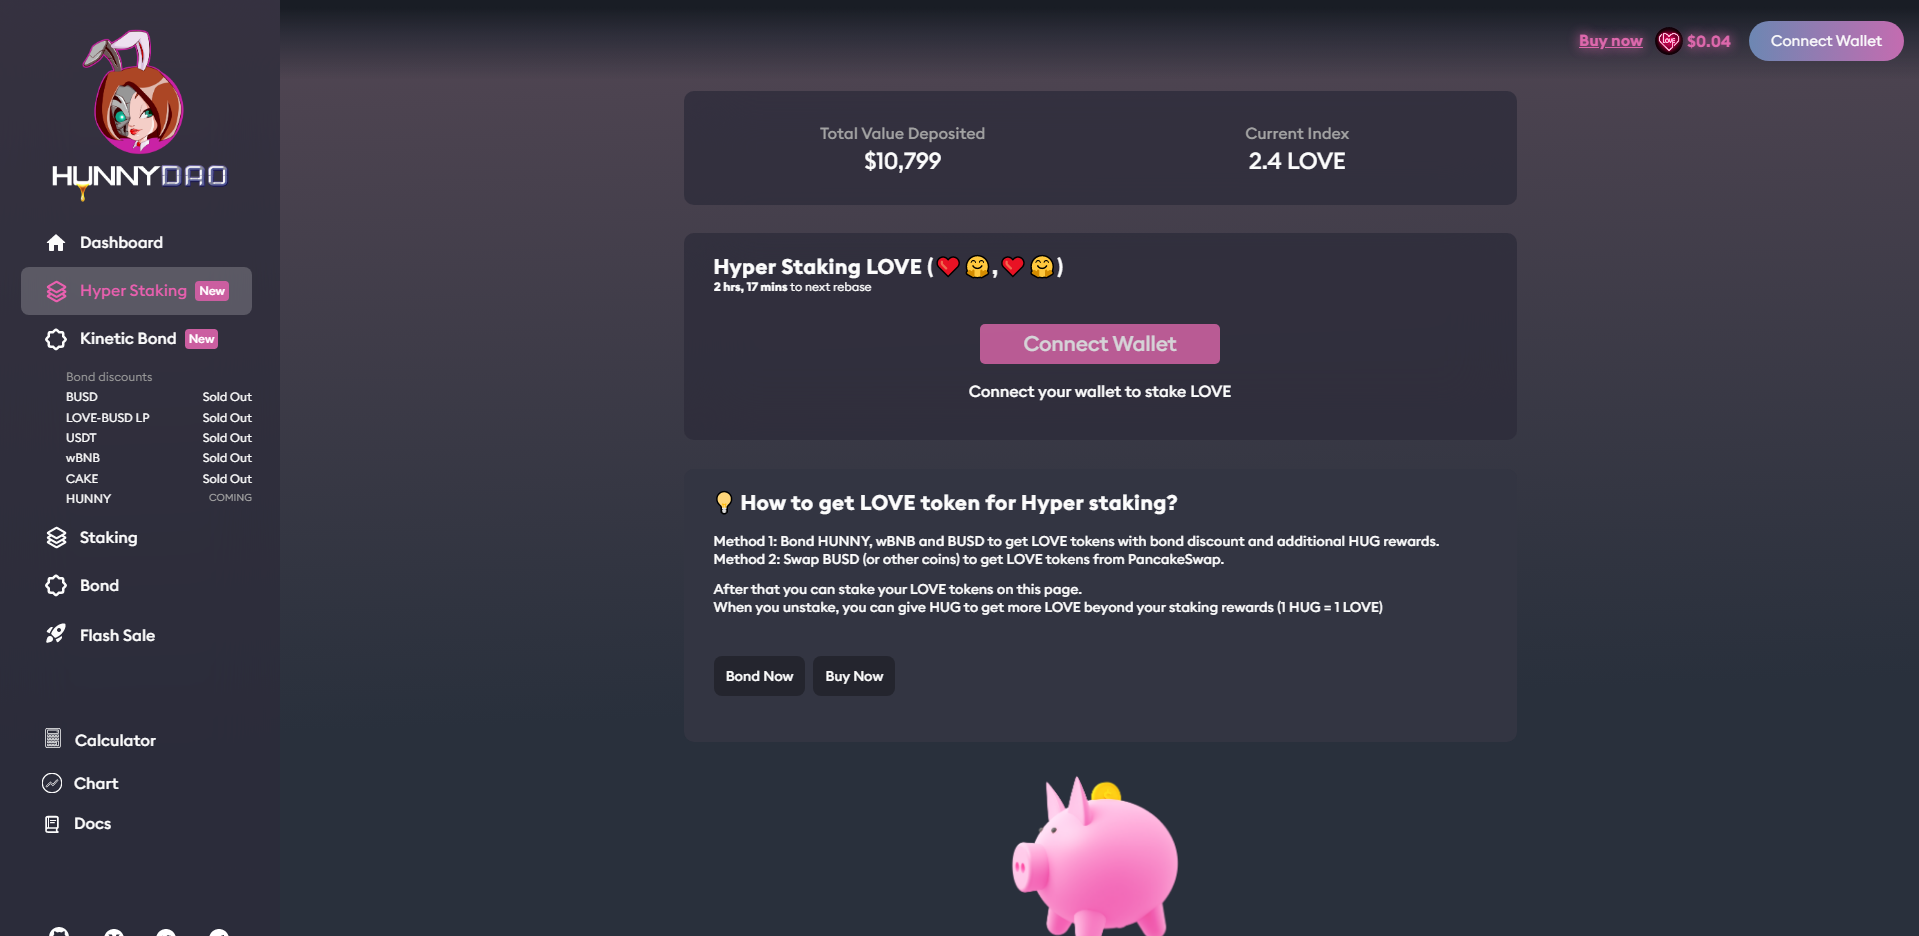 HUNNYDAO
Dashboard
Hyper Staking New
Kinetic Bond New
Bond discounts
BUSD Sold Out
LOVE-BUSD LP Sold Out
USDT Sold Out
wBNB Sold Out
CAKE Sold Out
HUNNY COMING
Staking
Bond
Flash Sale
Calculator
Chart
Docs
Buy now LOVE $0.04 Connect Wallet
Total Value Deposited Current Index
$10,799 2.4 LOVE
Hyper Staking LOVE (❤️🤗,❤️🤗)
2 hrs, 17 mins to next rebase
Connect Wallet
Connect your wallet to stake LOVE
💡 How to get LOVE token for Hyper staking?
Method 1: Bond HUNNY, wBNB and BUSD to get LOVE tokens with bond discount and additional HUG rewards.
Method 2: Swap BUSD (or other coins) to get LOVE tokens from PancakeSwap.
After that you can stake your LOVE tokens on this page.
When you unstake, you can give HUG to get more LOVE beyond your staking rewards (1 HUG = 1 LOVE)
Bond Now Buy Now